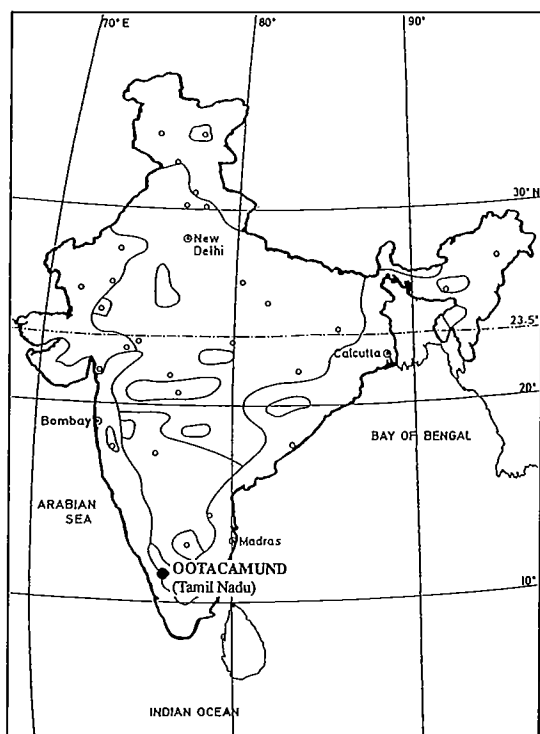 70°E
80°
90°
30° N
New
Delhi
23.5°
Calcutta
20°
Bombay
BAY OF BENGAL
ARABIAN
SEA
Madras
OOTACAMUND
(Tamil Nadu)
10°
INDIAN OCEAN